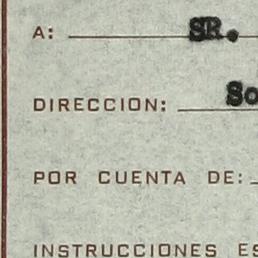 A: SR.
DIRECCION: So
POR CUENTA DE:
INSTRUCCIONES ES